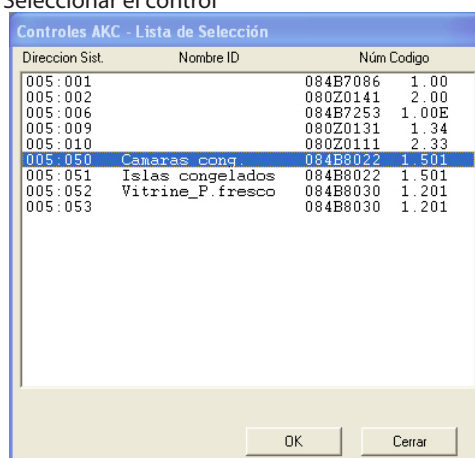 Seleccionar el control
Controles AKC - Lista de Selección
Direccion Sist. Nombre ID Núm Codigo
005:001 084B7086 1.00
005:002 080Z0141 2.00
005:006 084B7253 1.00E
005:009 080Z0131 1.34
005:010 080Z0111 2.33
005:050 Camaras cong. 084B8022 1.501
005:051 Islas congelados 084B8022 1.501
005:052 Vitrine_P.fresco 084B8030 1.201
005:053 084B8030 1.201
OK Cerrar